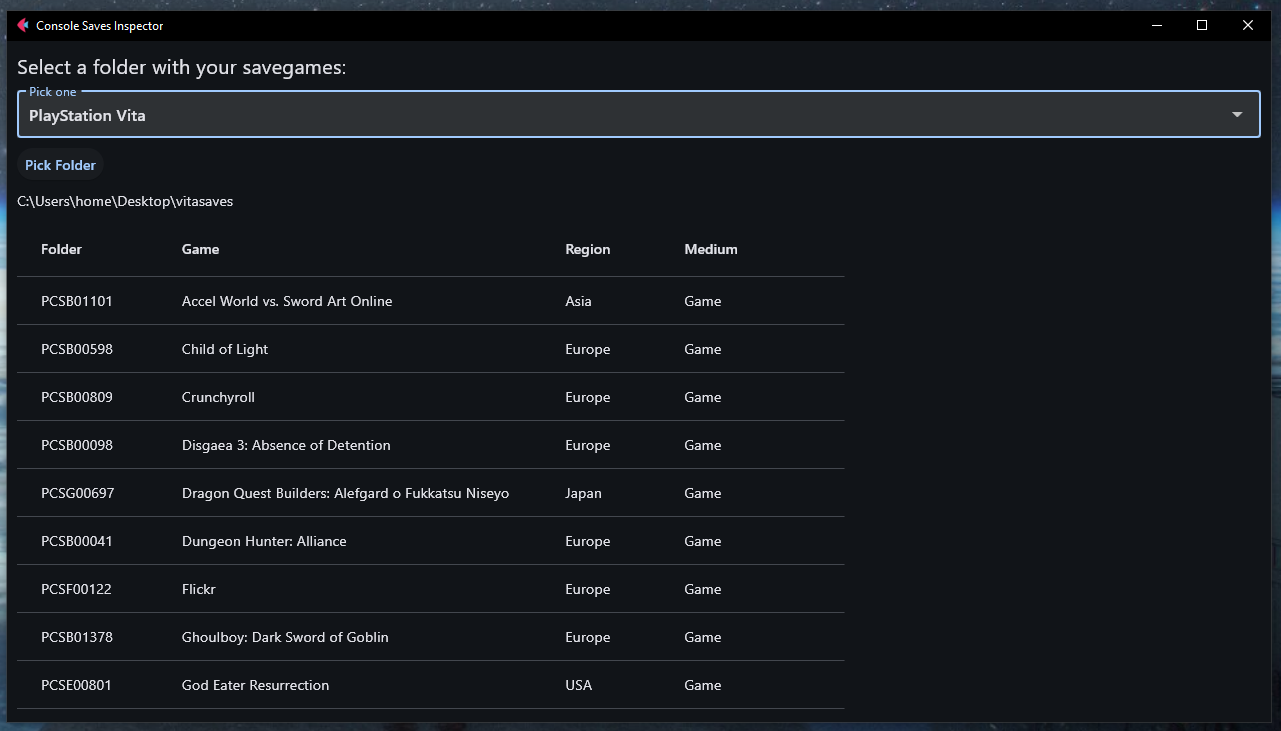 Console Saves Inspector
Select a folder with your savegames:
Pick one
PlayStation Vita
Pick Folder
C:\Users\home\Desktop\vitasaves
Folder Game Region Medium
PCSB01101 Accel World vs. Sword Art Online Asia Game
PCSB00598 Child of Light Europe Game
PCSB00809 Crunchyroll Europe Game
PCSB00098 Disgaea 3: Absence of Detention Europe Game
PCSG00697 Dragon Quest Builders: Alefgard o Fukkatsu Niseyo Japan Game
PCSB00041 Dungeon Hunter: Alliance Europe Game
PCSF00122 Flickr Europe Game
PCSB01378 Ghoulboy: Dark Sword of Goblin Europe Game
PCSE00801 God Eater Resurrection USA Game